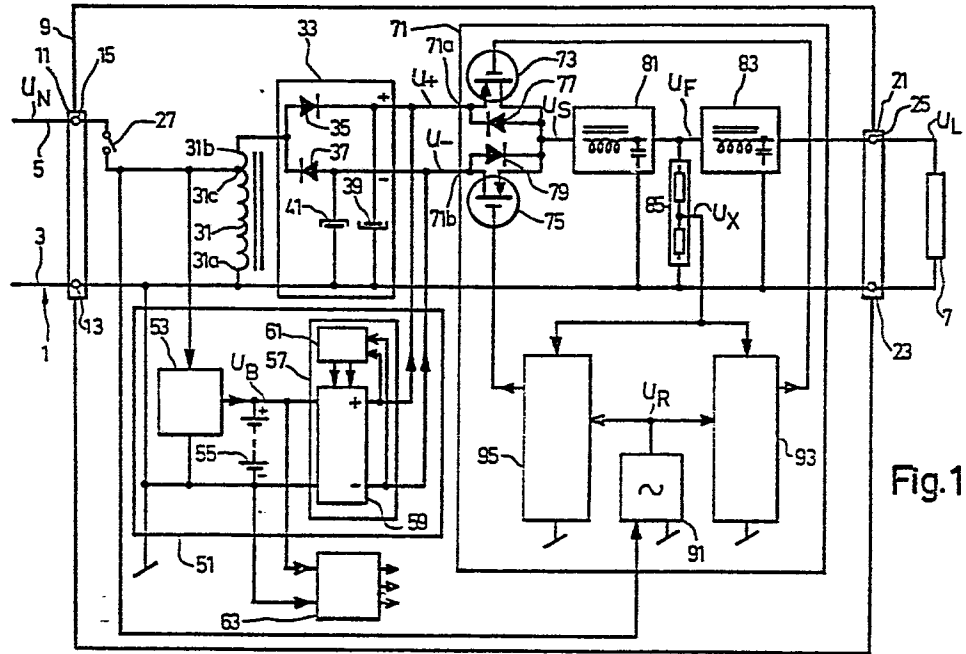 9
33
71
71a
73
77
81
83
U_F
U_S
U+
U-
11
15
U_N
5
27
31b
31c
31
31a
35
37
+
-
41
39
71b
79
75
85
U_X
21
25
U_L
7
23
3
1
13
53
U_B
+
55
-
57
61
+
-
59
51
63
95
U_R
~
91
93
Fig.1